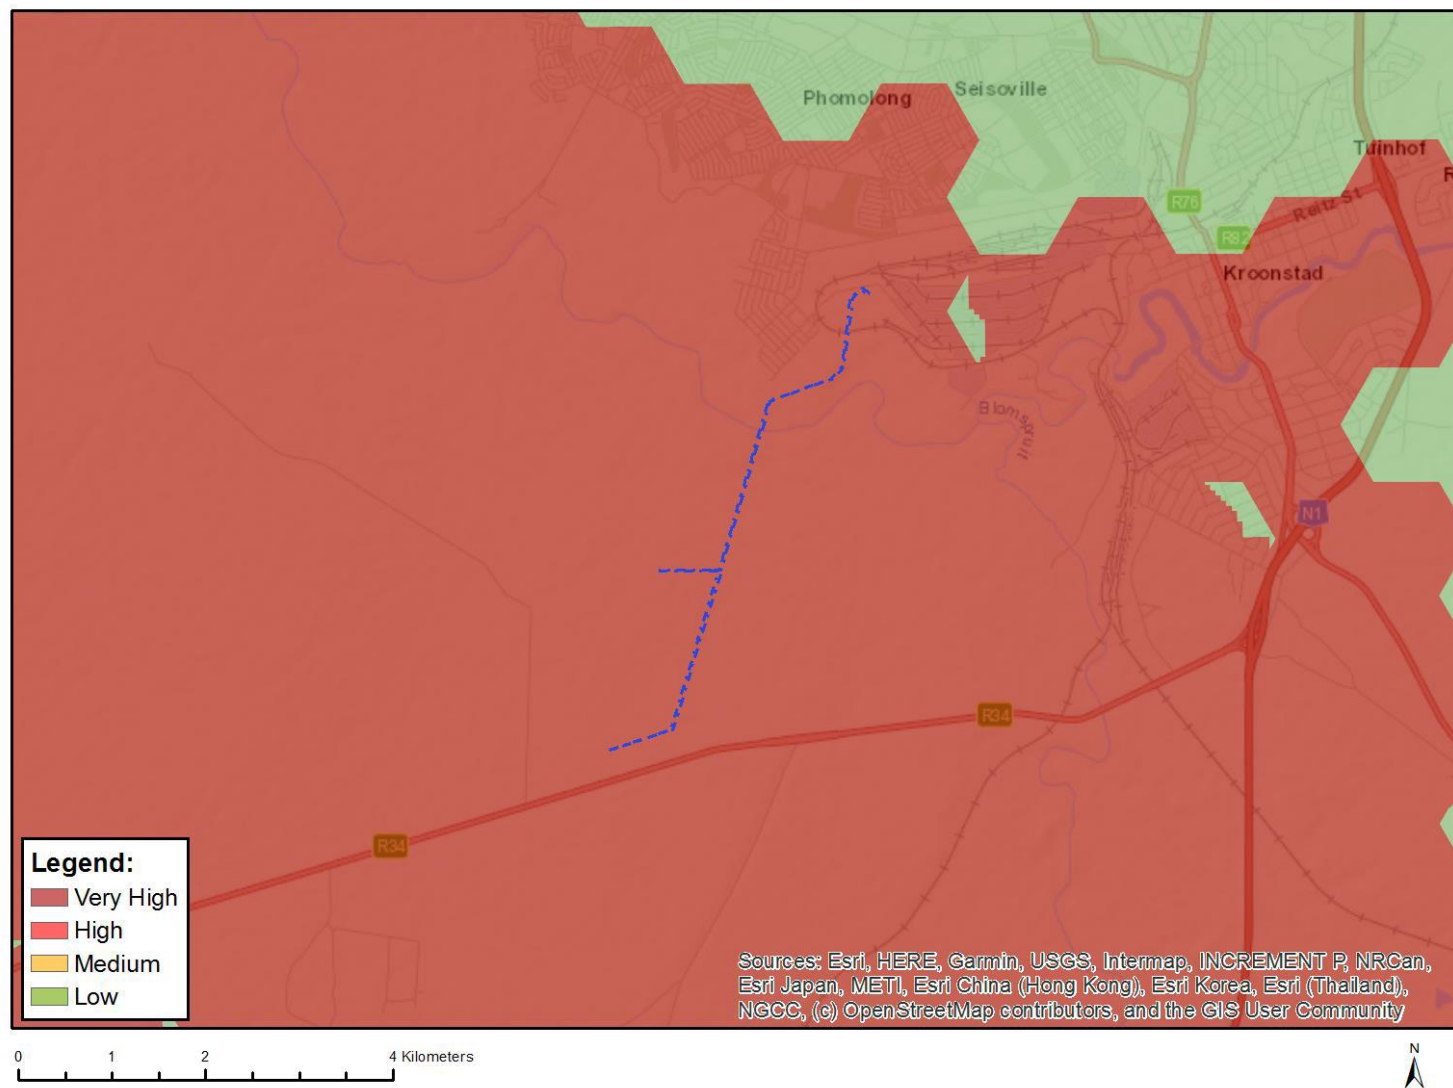 Seisoville
Phomolong
Tuinhof
R
R76
Reitz St
R82
Kroonstad
Blomspruit
N1
R34
R34
Legend:
Very High
High
Medium
Low
Sources: Esri, HERE, Garmin, USGS, Intermap, INCREMENT P, NRCan,
Esri Japan, METI, Esri China (Hong Kong), Esri Korea, Esri (Thailand),
NGCC, (c) OpenStreetMap contributors, and the GIS User Community
0 1 2 4 Kilometers
N